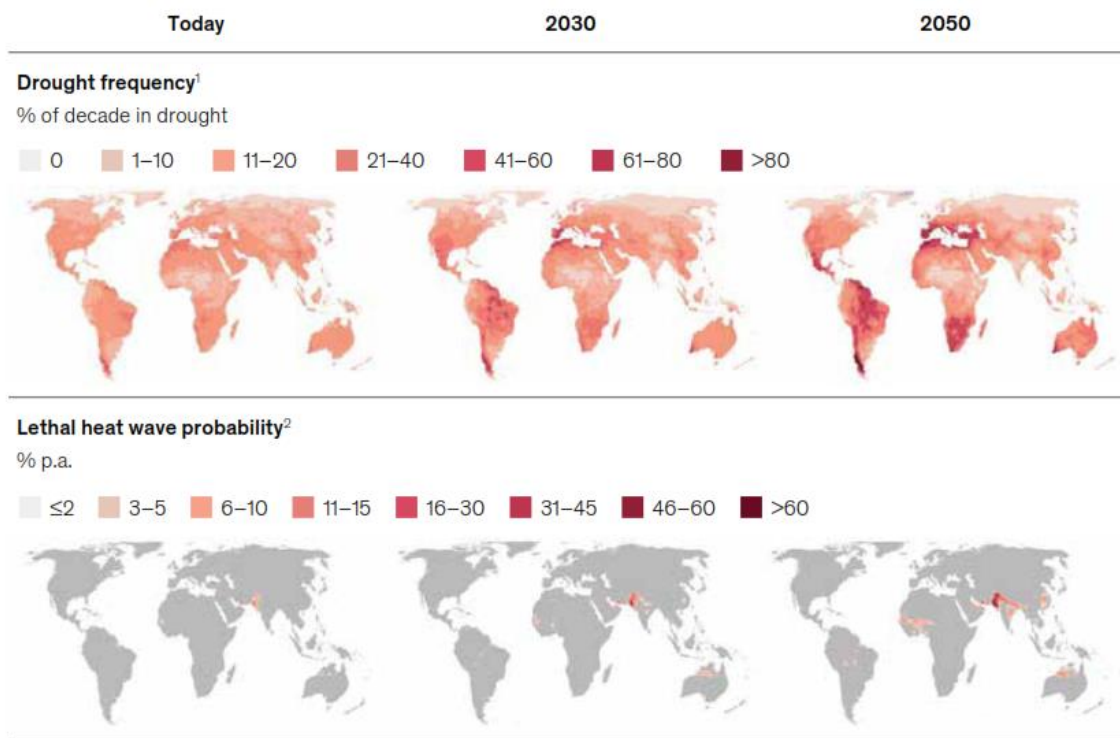 Today 2030 2050
Drought frequency¹
% of decade in drought
0 1–10 11–20 21–40 41–60 61–80 >80
Lethal heat wave probability²
% p.a.
≤2 3–5 6–10 11–15 16–30 31–45 46–60 >60